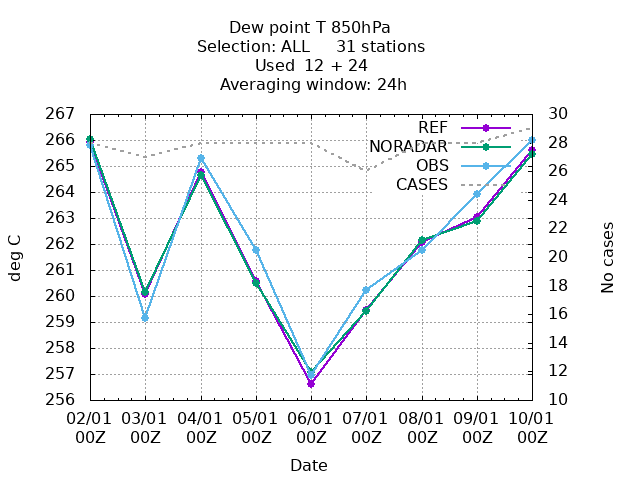 Dew point T 850hPa
Selection: ALL     31 stations
Used  12 + 24
Averaging window: 24h
267
266
265
264
263
262
261
260
259
258
257
256
deg C
REF
NORADAR
OBS
CASES
30
28
26
24
22
20
18
16
14
12
10
No cases
02/01 03/01 04/01 05/01 06/01 07/01 08/01 09/01 10/01
00Z 00Z 00Z 00Z 00Z 00Z 00Z 00Z 00Z
Date